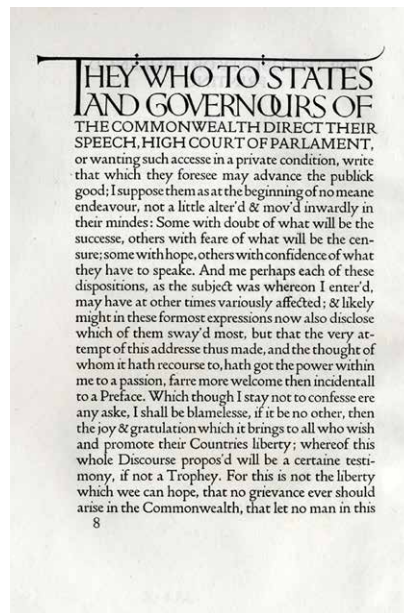 THEY WHO TO STATES
AND GOVERNOURS OF
THE COMMONWEALTH DIRECT THEIR
SPEECH, HIGH COURT OF PARLAMENT,
or wanting such accesse in a private condition, write
that which they foresee may advance the publick
good; I suppose them as at the beginning of no meane
endeavour, not a little alter'd & mov'd inwardly in
their mindes: Some with doubt of what will be the
successe, others with feare of what will be the cen-
sure; some with hope, others with confidence of what
they have to speake. And me perhaps each of these
dispositions, as the subject was whereon I enter'd,
may have at other times variously affected; & likely
might in these formost expressions now also disclose
which of them sway'd most, but that the very at-
tempt of this addresse thus made, and the thought of
whom it hath recourse to, hath got the power within
me to a passion, farre more welcome then incidentall
to a Preface. Which though I stay not to confesse ere
any aske, I shall be blamelesse, if it be no other, then
the joy & gratulation which it brings to all who wish
and promote their Countries liberty; whereof this
whole Discourse propos'd will be a certaine testi-
mony, if not a Trophey. For this is not the liberty
which wee can hope, that no grievance ever should
arise in the Commonwealth, that let no man in this
8